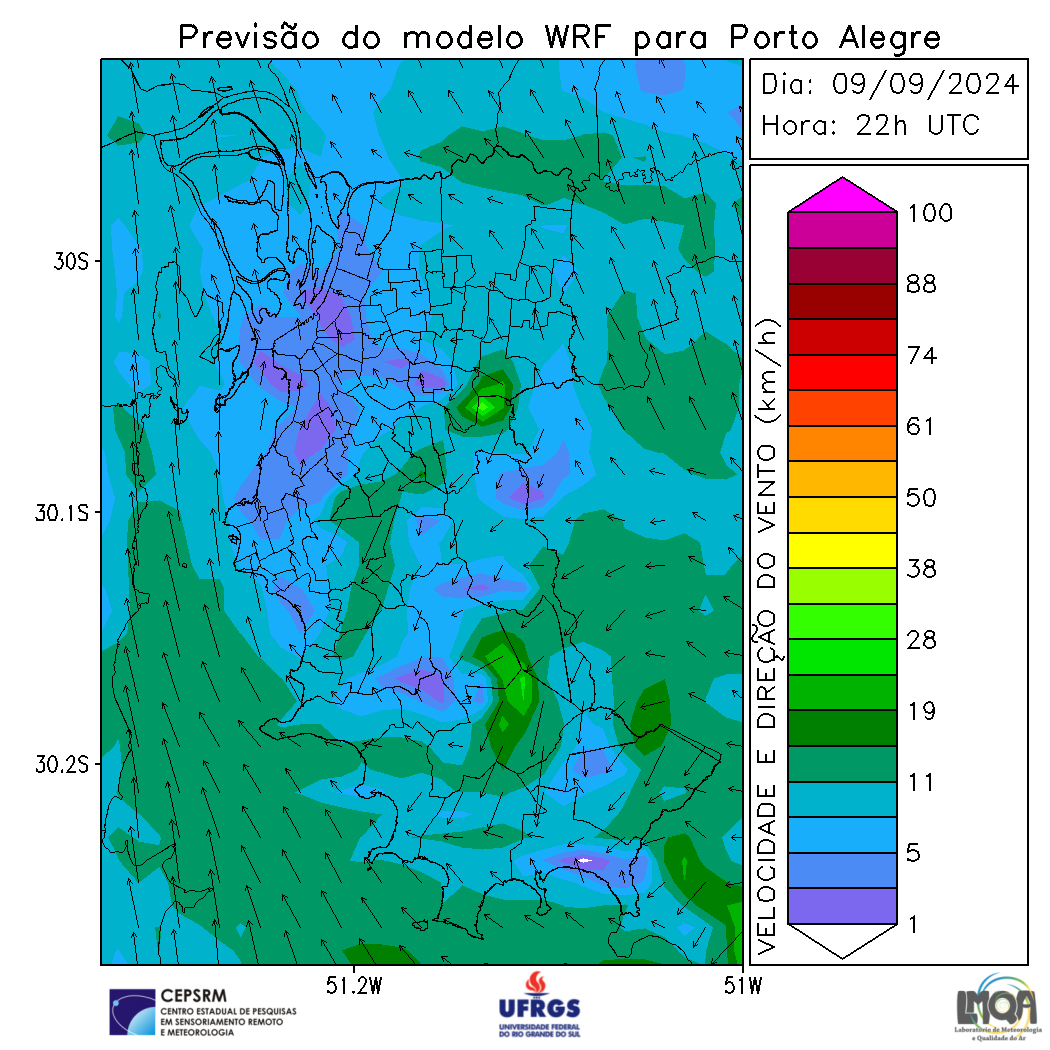 Previsão do modelo WRF para Porto Alegre
Dia: 09/09/2024
Hora: 22h UTC
30S
30.1S
30.2S
51.2W
51W
VELOCIDADE E DIREÇÃO DO VENTO (km/h)
100
88
74
61
50
38
28
19
11
5
1
CEPSRM
CENTRO ESTADUAL DE PESQUISAS
EM SENSORIAMENTO REMOTO
E METEOROLOGIA
UFRGS
UNIVERSIDADE FEDERAL
DO RIO GRANDE DO SUL
LMQA
Laboratório de Meteorologia
e Qualidade do Ar